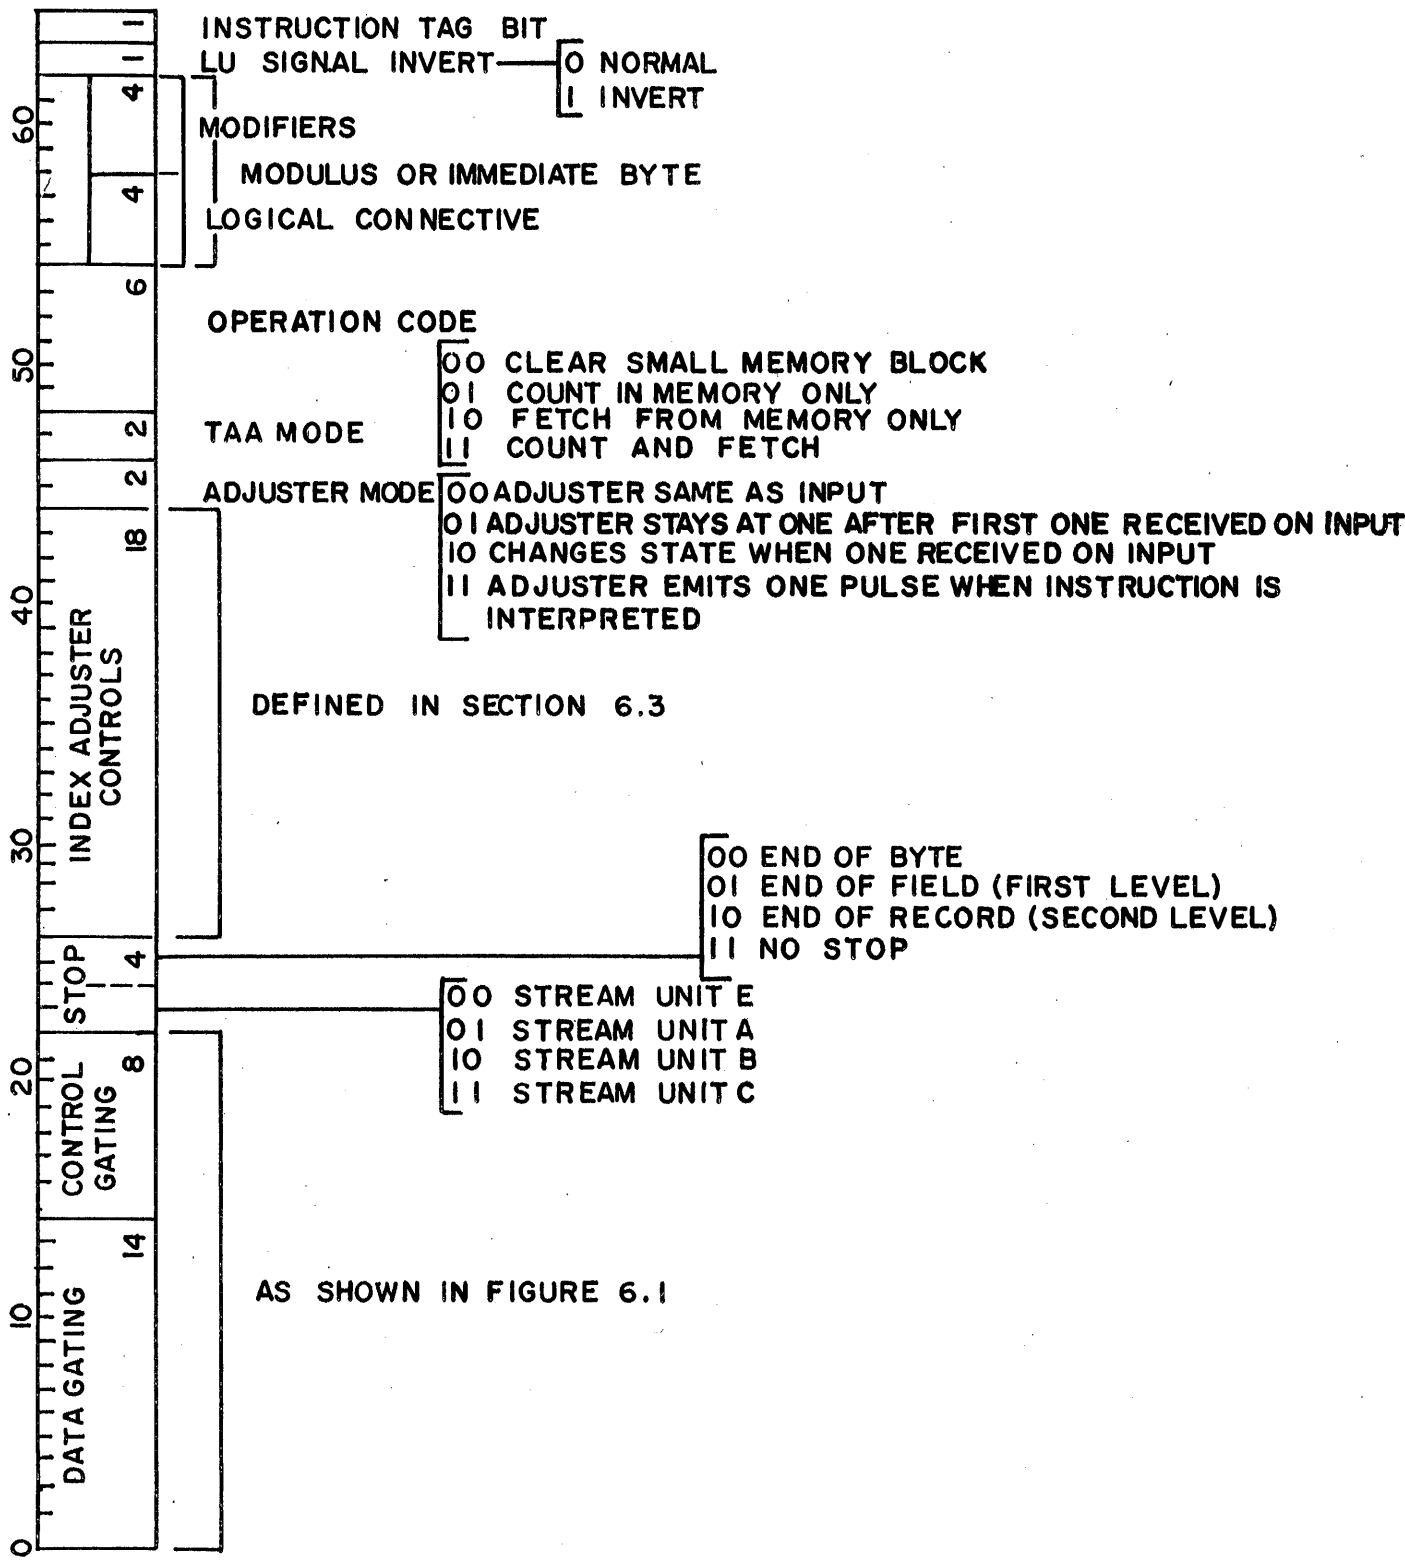 1 INSTRUCTION TAG BIT
1 LU SIGNAL INVERT
0 NORMAL
1 INVERT
4
60
MODIFIERS
MODULUS OR IMMEDIATE BYTE
4
LOGICAL CONNECTIVE
6
OPERATION CODE
50
00 CLEAR SMALL MEMORY BLOCK
01 COUNT IN MEMORY ONLY
10 FETCH FROM MEMORY ONLY
2 TAA MODE
11 COUNT AND FETCH
2
ADJUSTER MODE 00 ADJUSTER SAME AS INPUT
01 ADJUSTER STAYS AT ONE AFTER FIRST ONE RECEIVED ON INPUT
18
10 CHANGES STATE WHEN ONE RECEIVED ON INPUT
11 ADJUSTER EMITS ONE PULSE WHEN INSTRUCTION IS
INTERPRETED
40
INDEX ADJUSTER
CONTROLS
DEFINED IN SECTION 6.3
30
00 END OF BYTE
01 END OF FIELD (FIRST LEVEL)
10 END OF RECORD (SECOND LEVEL)
11 NO STOP
STOP
4
00 STREAM UNIT E
01 STREAM UNIT A
10 STREAM UNIT B
11 STREAM UNIT C
20
8
CONTROL
GATING
14
10
DATA GATING
AS SHOWN IN FIGURE 6.1
0